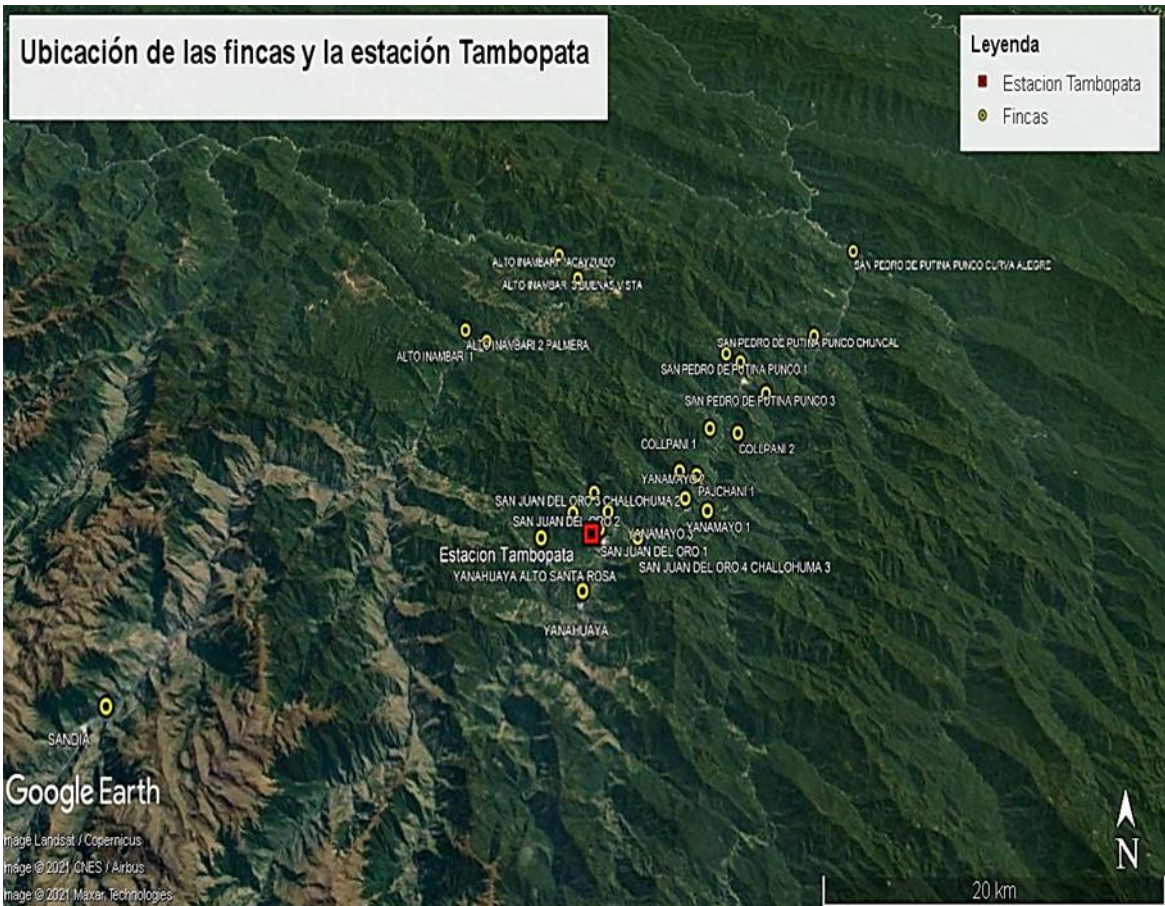 Ubicación de las fincas y la estación Tambopata
Leyenda
Estacion Tambopata
Fincas
ALTO INAMBARI YACAYZUIZO
SAN PEDRO DE PUTINA PUNCO CURVA ALEGRE
ALTO INAMBARI 3 BUENAS VISTA
ALTO INAMBARI 2 PALMERA
ALTO INAMBARI 1
SAN PEDRO DE PUTINA PUNCO CHUNCAL
SAN PEDRO DE PUTINA PUNCO 1
SAN PEDRO DE PUTINA PUNCO 3
COLLPANI 1
COLLPANI 2
YANAMAYO 2
PAJCHANI 1
SAN JUAN DEL ORO 3 CHALLOHUMA 2
SAN JUAN DEL ORO 2
YANAMAYO 1
YANAMAYO 3
Estacion Tambopata
SAN JUAN DEL ORO 1
SAN JUAN DEL ORO 4 CHALLOHUMA 3
YANAHUAYA ALTO SANTA ROSA
YANAHUAYA
SANDIA
Google Earth
Image Landsat / Copernicus
Image © 2021 CNES / Airbus
Image © 2021 Maxar Technologies
N
20 km